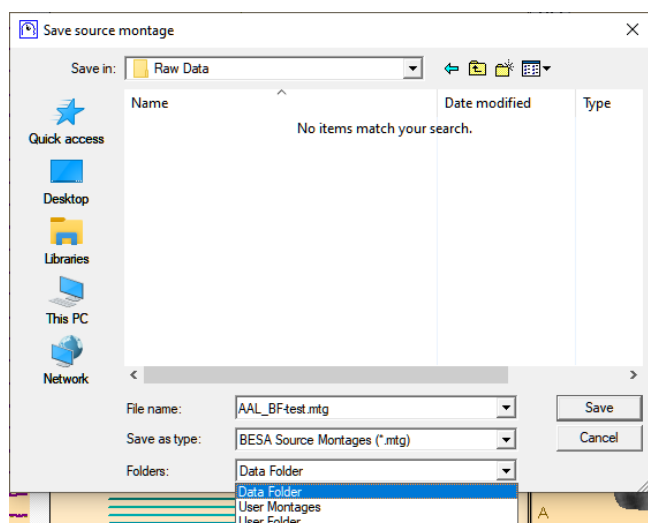 Save source montage
Save in: Raw Data
Name Date modified Type
No items match your search.
Quick access
Desktop
Libraries
This PC
Network
File name: AAL_BF-test.mtg Save
Save as type: BESA Source Montages (*.mtg) Cancel
Folders: Data Folder
Data Folder
User Montages
User Folder
A